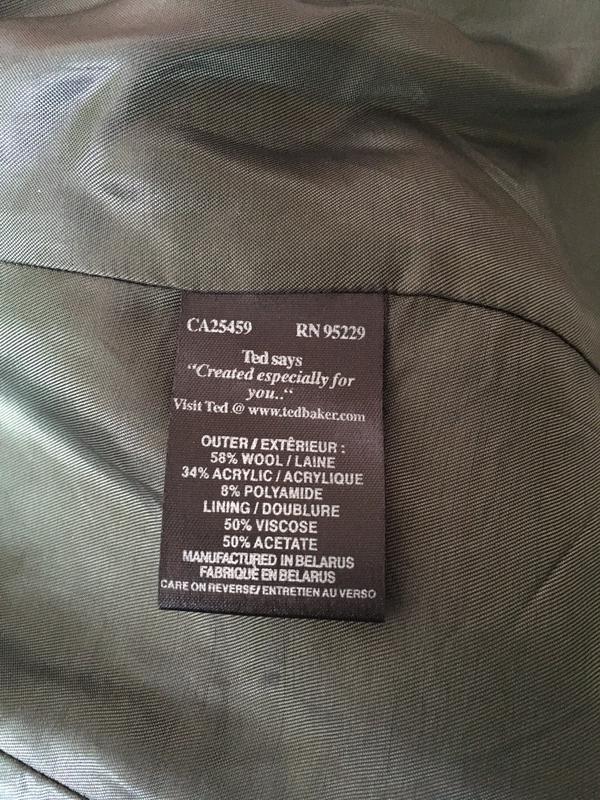 CA25459 RN 95229
Ted says
“Created especially for
you..“
Visit Ted @ www.tedbaker.com
OUTER / EXTÊRIEUR :
58% WOOL / LAINE
34% ACRYLIC / ACRYLIQUE
8% POLYAMIDE
LINING / DOUBLURE
50% VISCOSE
50% ACETATE
MANUFACTURED IN BELARUS
FABRIQUÉ EN BELARUS
CARE ON REVERSE/ ENTRETIEN AU VERSO